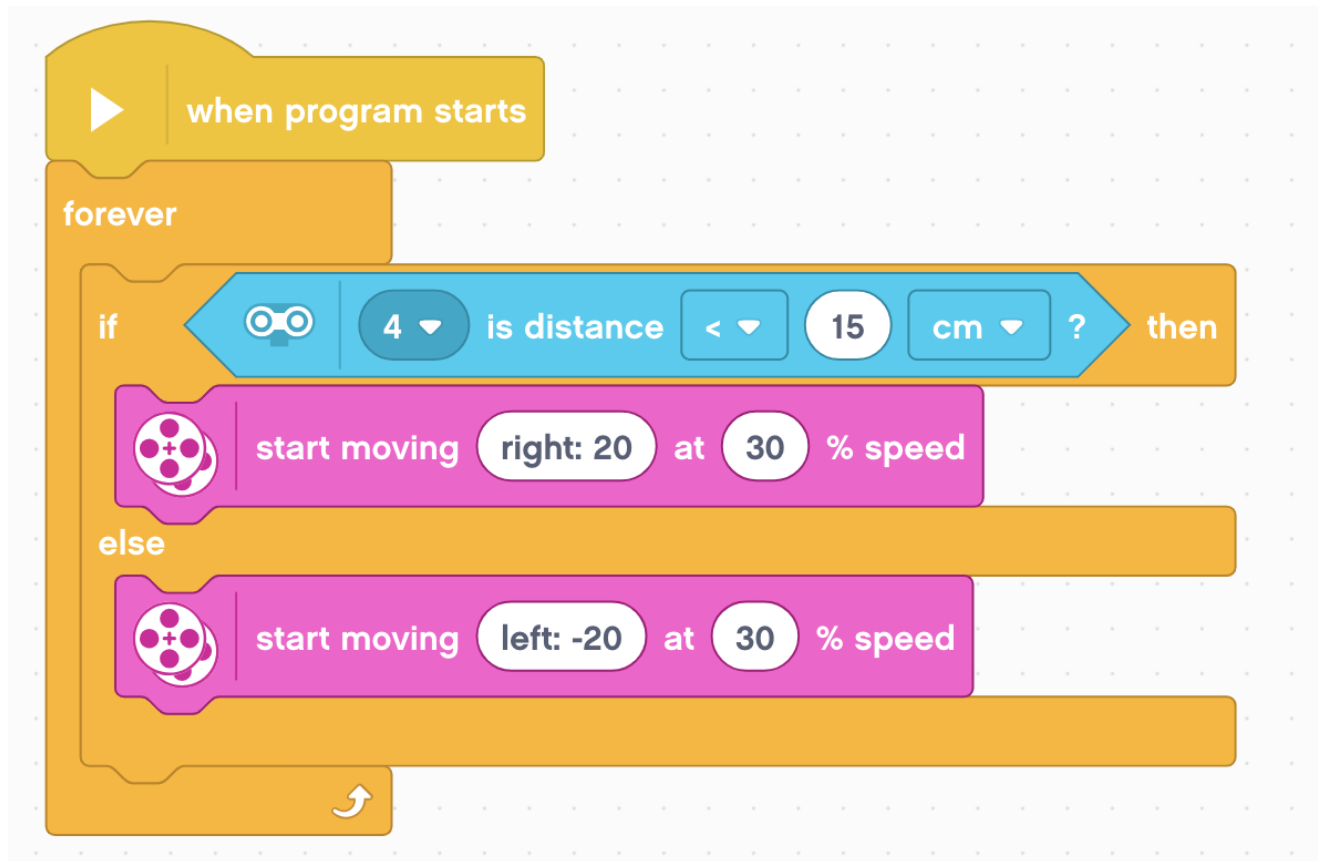 when program starts
forever
if 4 is distance < 15 cm ? then
start moving right: 20 at 30 % speed
else
start moving left: -20 at 30 % speed